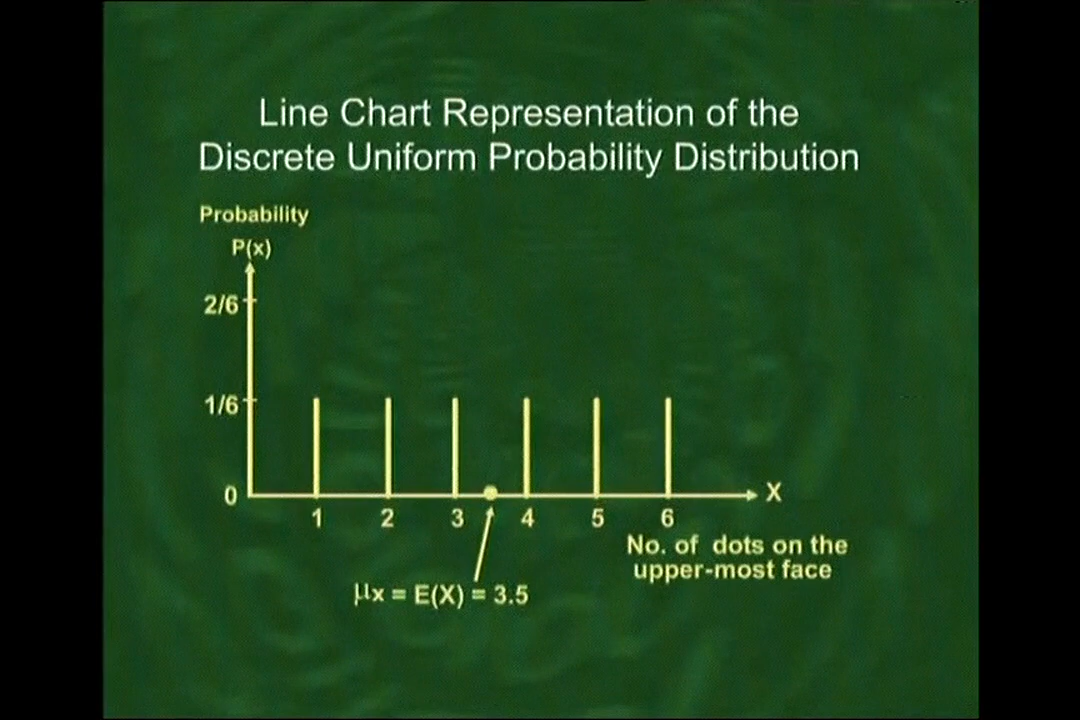 Line Chart Representation of the
Discrete Uniform Probability Distribution
Probability
P(x)
2/6
1/6
0
X
1 2 3 4 5 6
No. of dots on the
upper-most face
μx = E(X) = 3.5